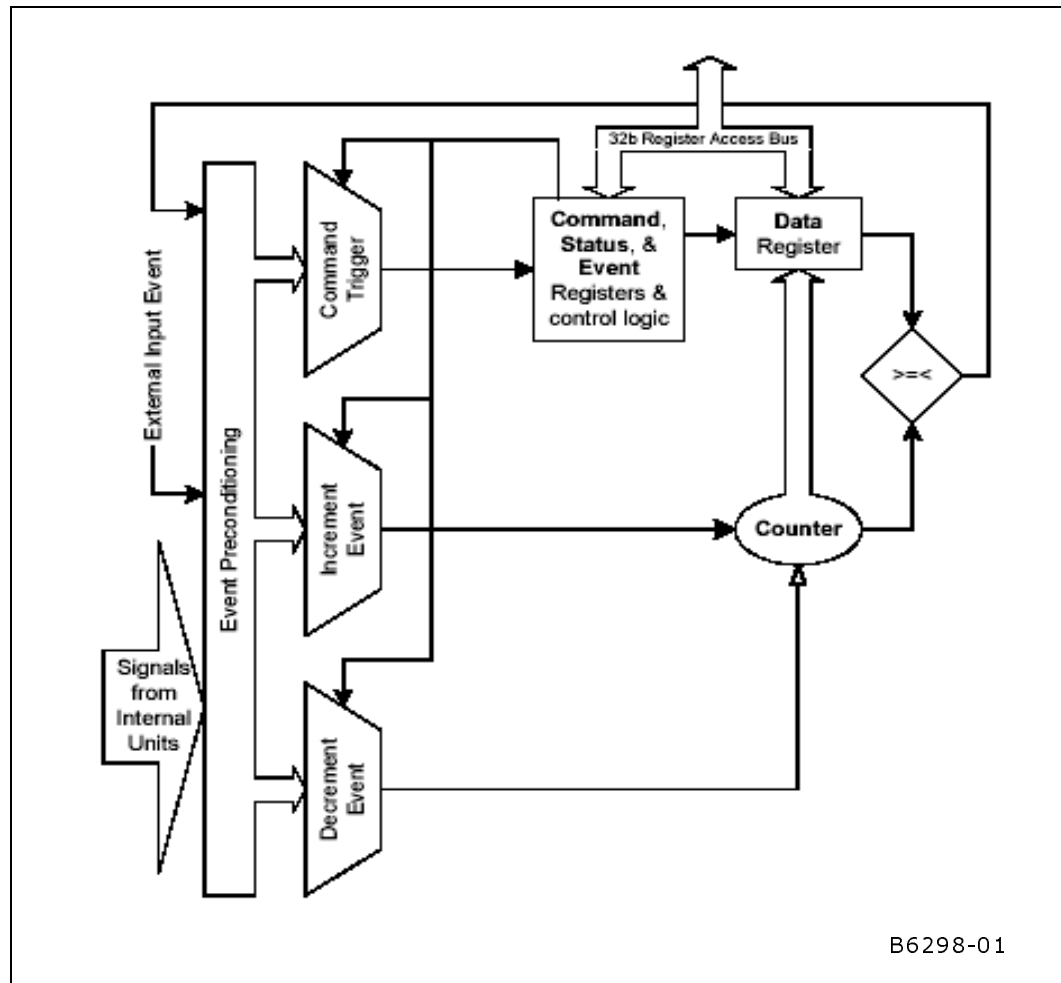 32b Register Access Bus
External Input Event
Event Preconditioning
Signals
from
Internal
Units
Command
Trigger
Increment
Event
Decrement
Event
Command,
Status, &
Event
Registers &
control logic
Data
Register
>=<
Counter
B6298-01